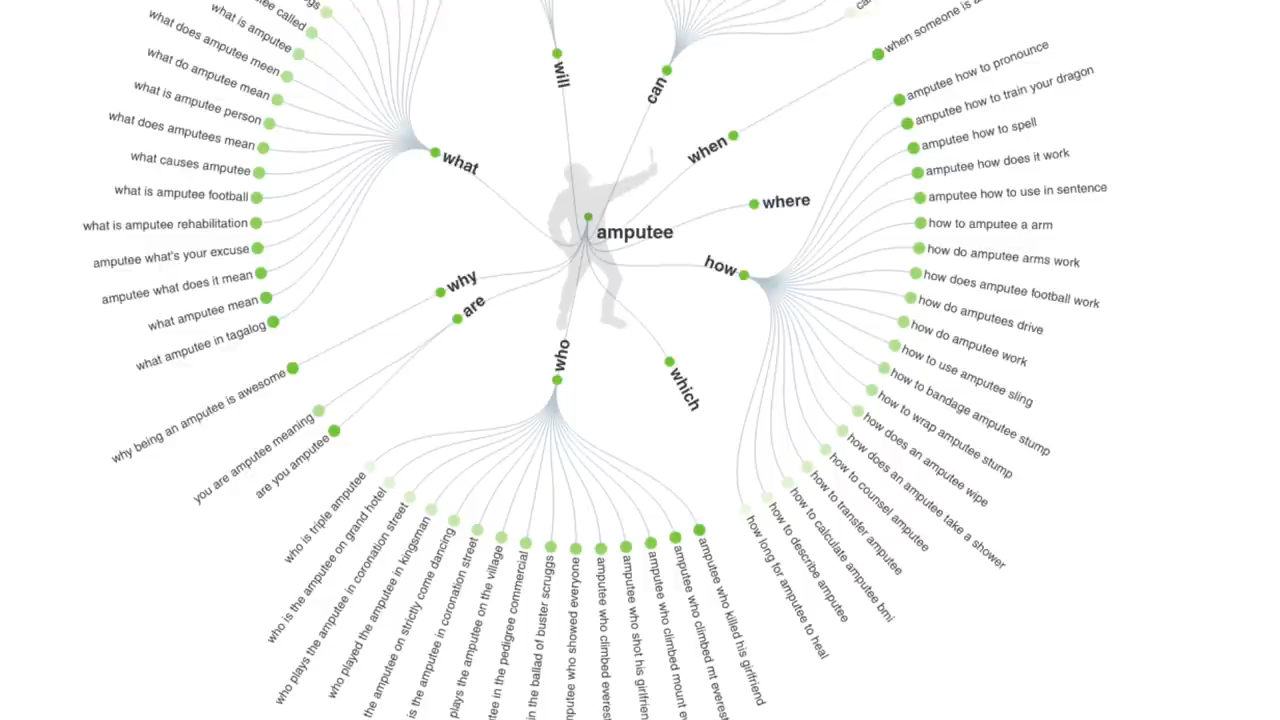 what is amputee
what does amputee meen
what do amputee mean
what is amputee person
what does amputees mean
what causes amputee
what is amputee football
what is amputee rehabilitation
amputee what's your excuse
amputee what does it mean
what amputee mean
what amputee in tagalog
what
will
can
when someone is
when
where
amputee
how
amputee how to pronounce
amputee how to train your dragon
amputee how to spell
amputee how does it work
amputee how to use in sentence
how to amputee a arm
how do amputee arms work
how does amputee football work
how do amputees drive
how do amputee work
how to use amputee sling
how to bandage amputee stump
how to wrap amputee stump
how does an amputee wipe
how does an amputee take a shower
how to counsel amputee
how to transfer amputee
how to calculate amputee bmi
how to describe amputee
how long for amputee to heal
which
why
why being an amputee is awesome
are
you are amputee meaning
are you amputee
who
who is triple amputee
who is the amputee on grand hotel
who plays the amputee in coronation street
who played the amputee in kingsman
the amputee on strictly come dancing
is the amputee in coronation street
plays the amputee on the village
in the pedigree commercial
in the ballad of buster scruggs
who showed everyone
amputee who climbed everest
amputee who shot his
amputee who climbed mount
amputee who climbed mt everest
amputee who killed his girlfriend